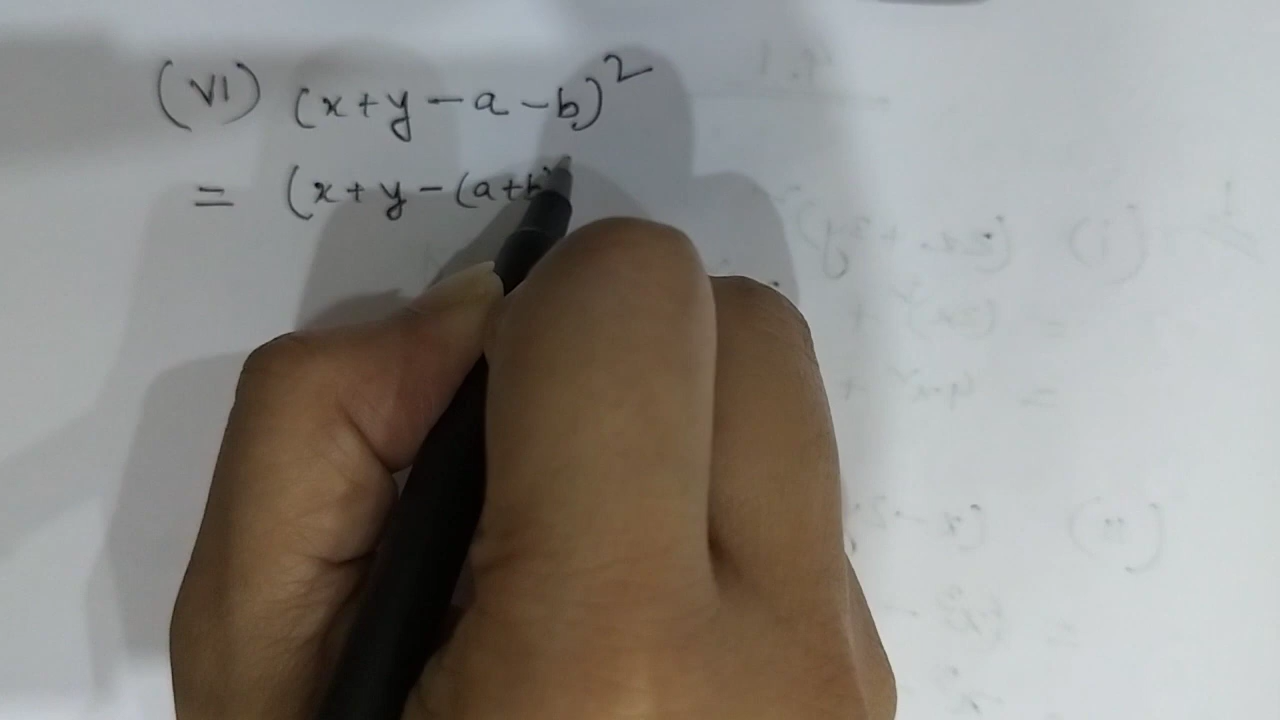 (VI) (x+y-a-b)²
= (x+y-(a+b)